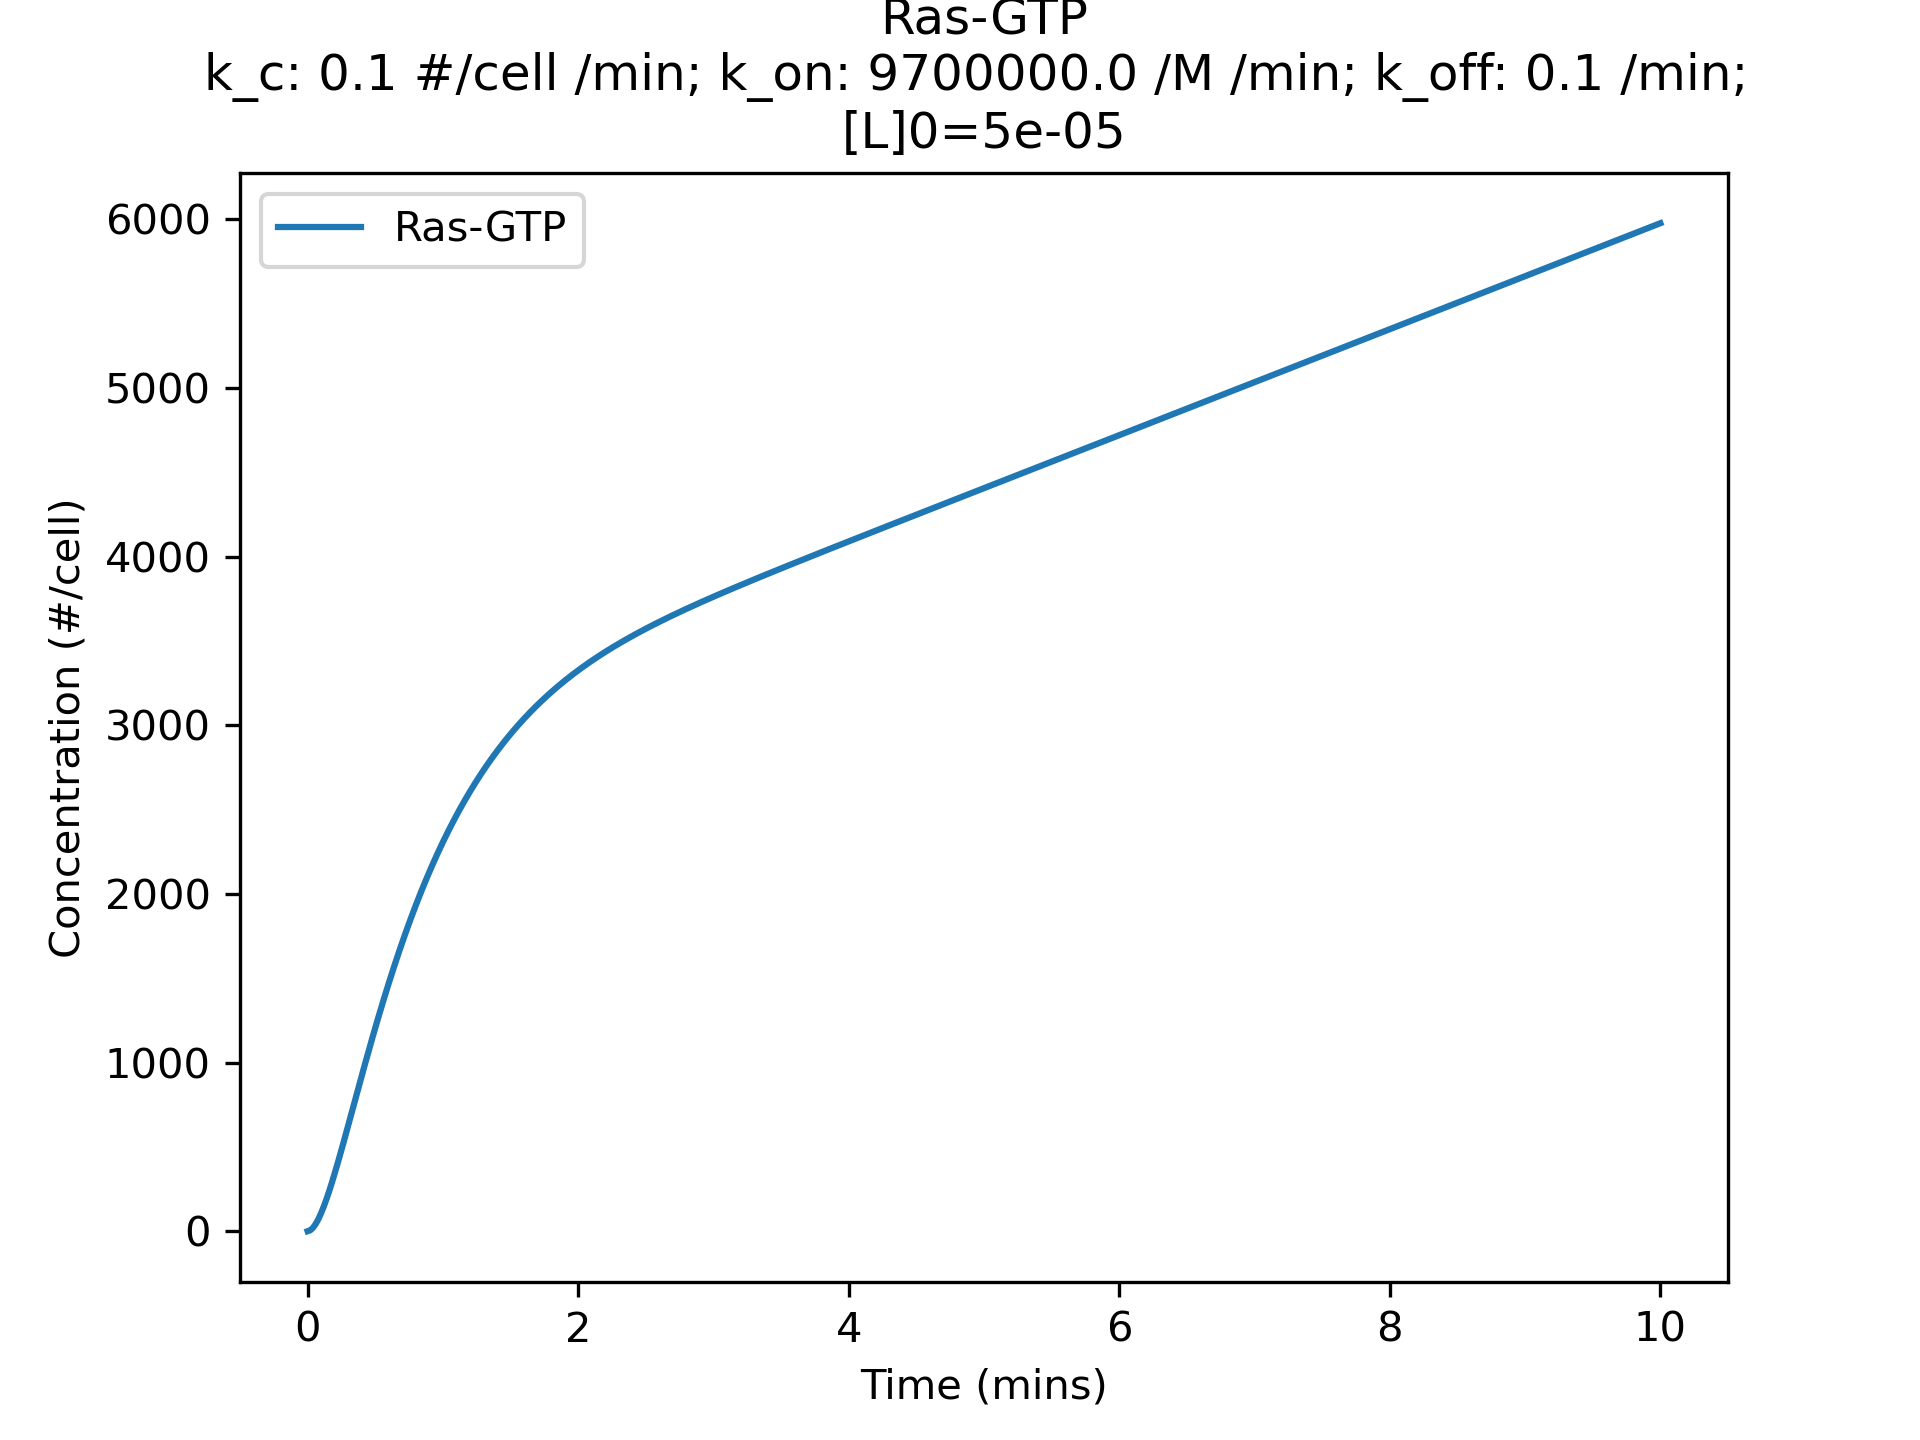 Ras-GTP
k_c: 0.1 #/cell /min; k_on: 9700000.0 /M /min; k_off: 0.1 /min;
[L]0=5e-05
Ras-GTP
6000
5000
4000
3000
2000
1000
0
Concentration (#/cell)
0 2 4 6 8 10
Time (mins)